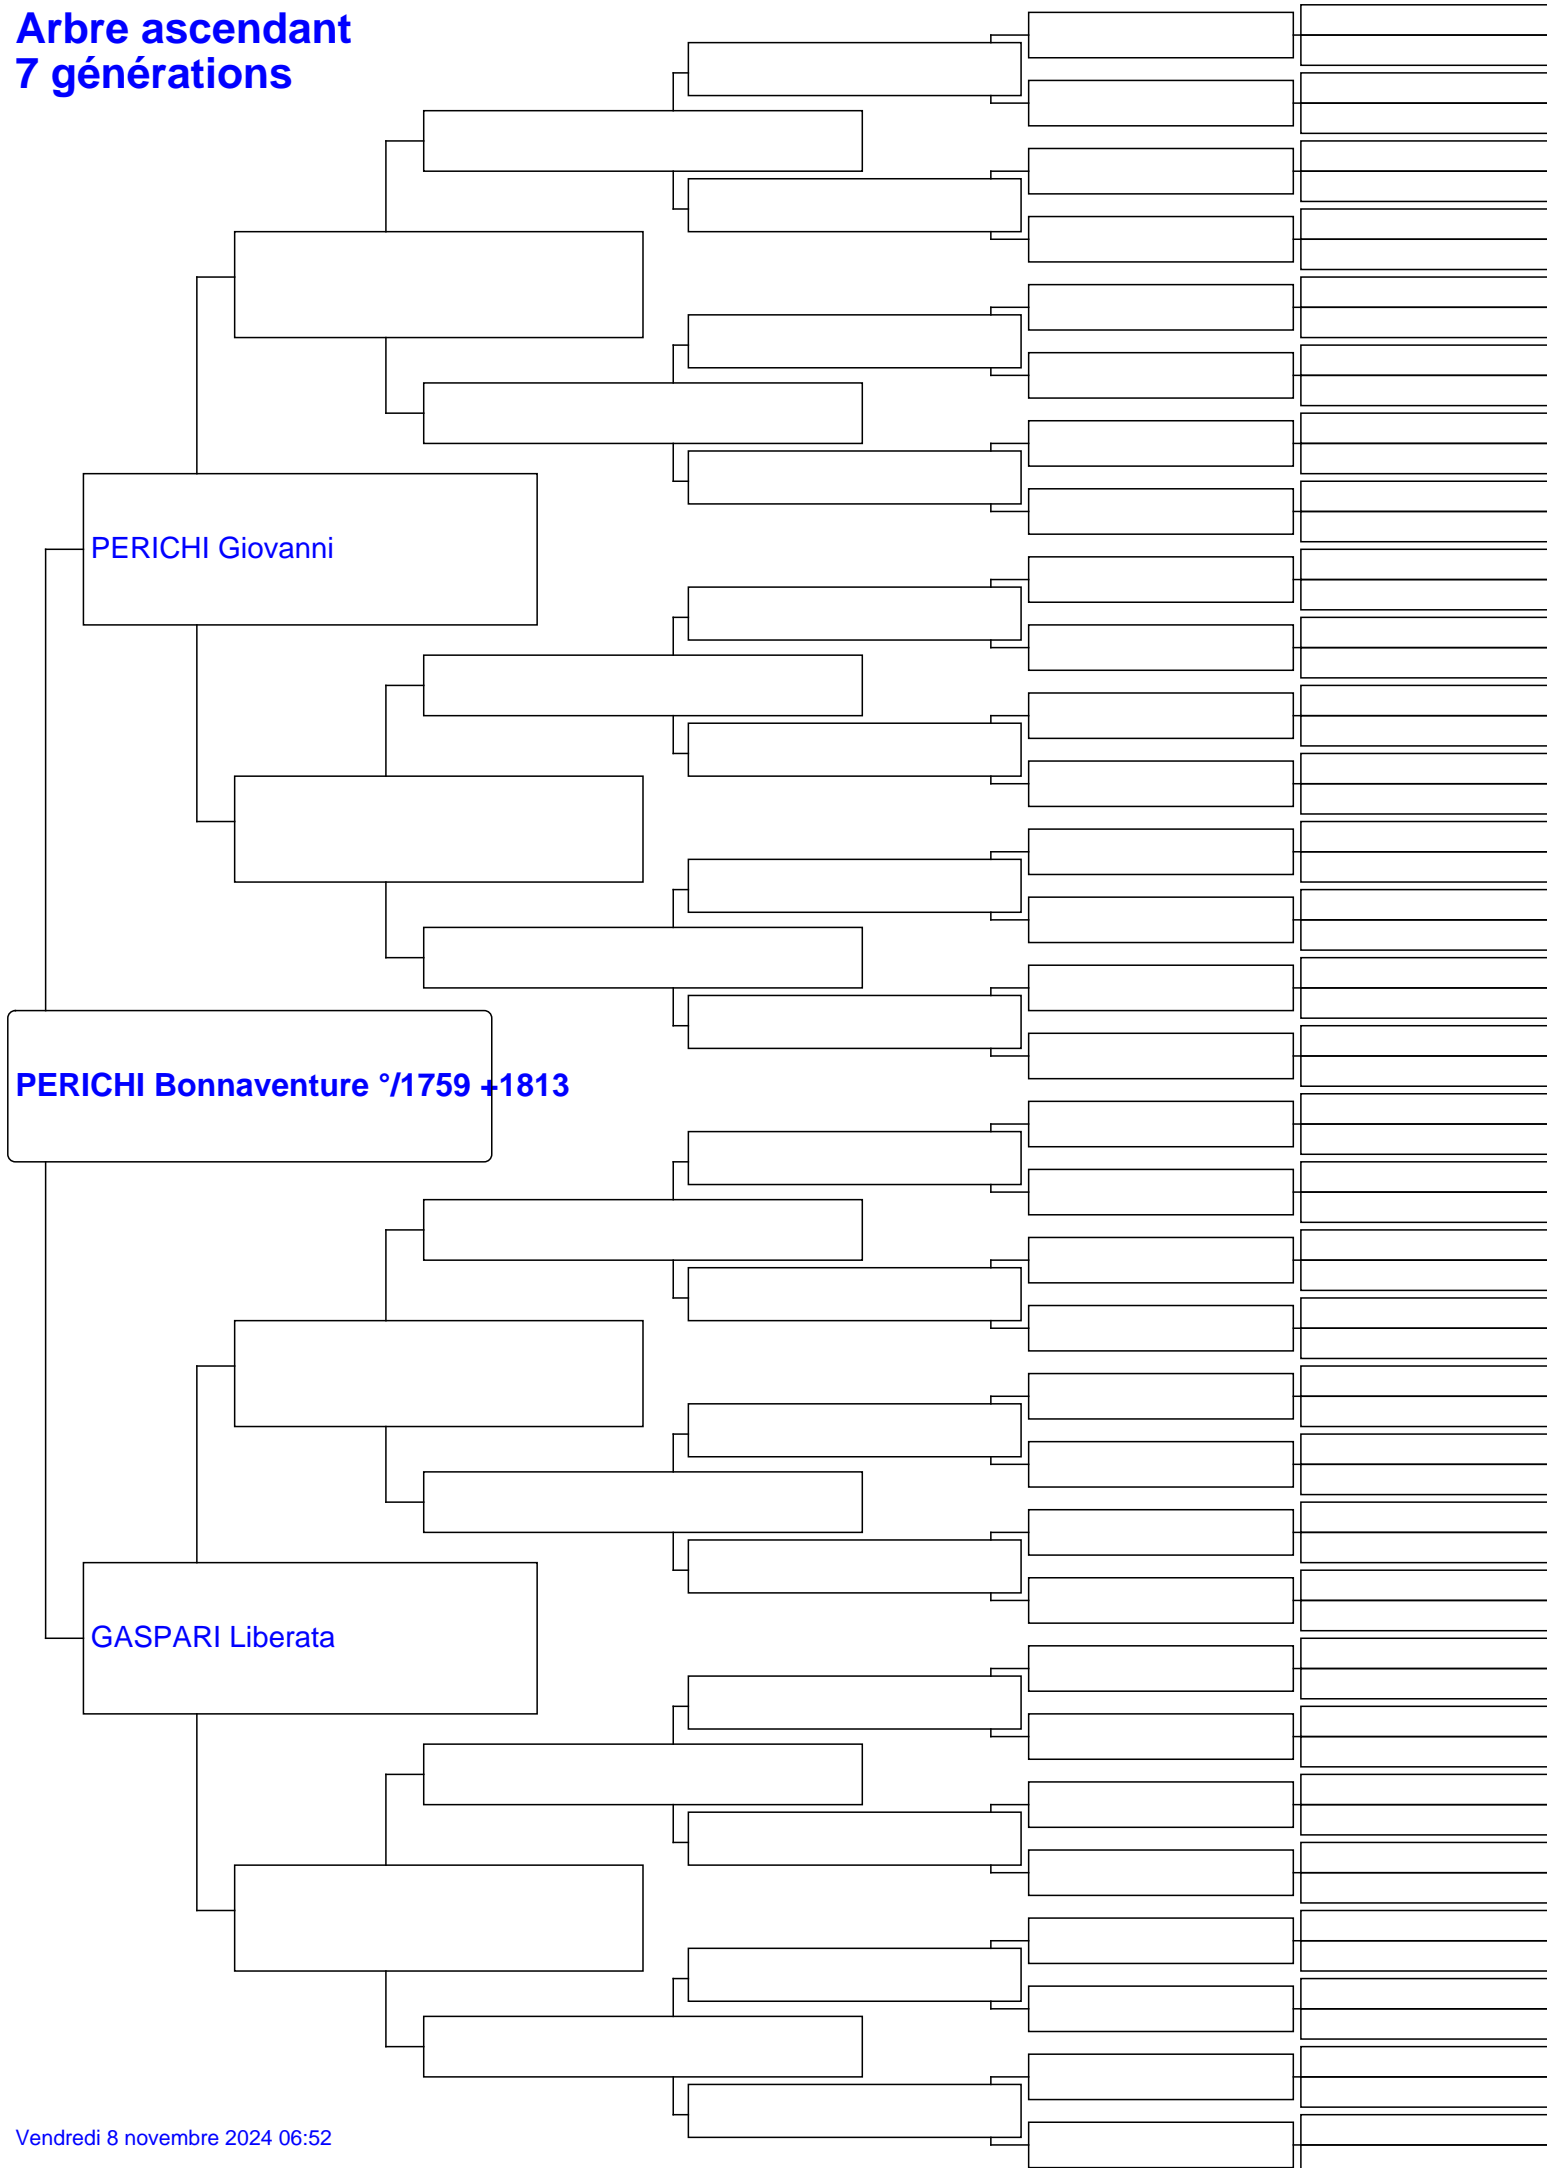 Arbre ascendant
7 générations
PERICHI Giovanni
PERICHI Bonnaventure °/1759 +1813
GASPARI Liberata
Vendredi 8 novembre 2024 06:52